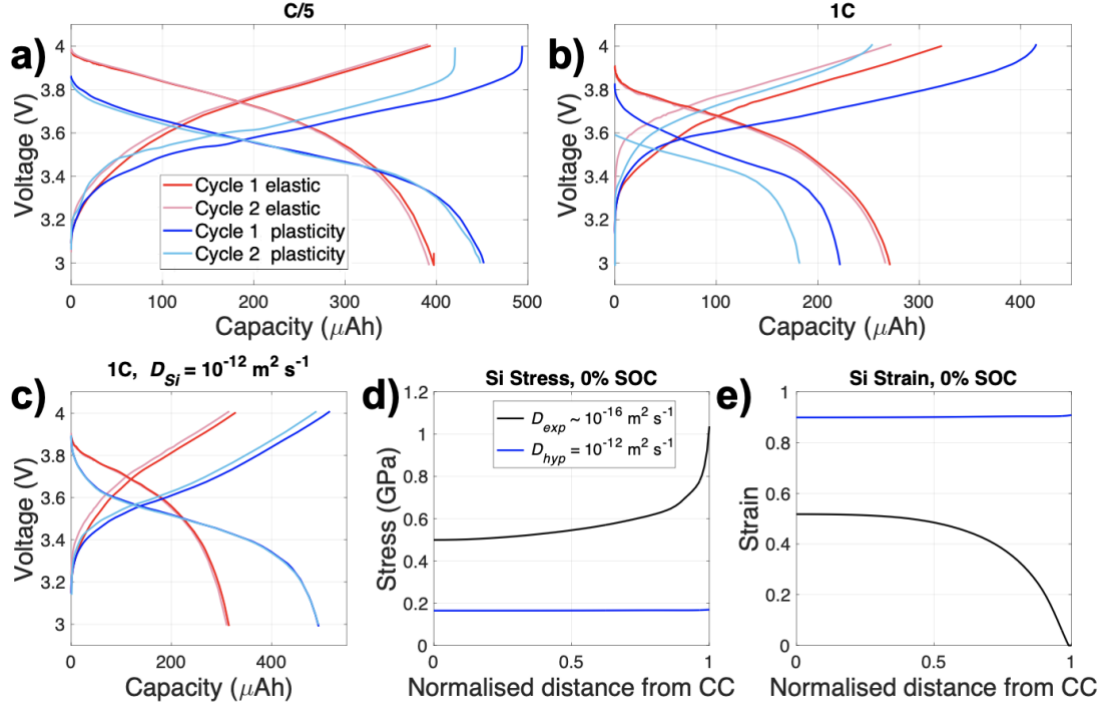 C/5
a)
Voltage (V)
4
3.8
3.6
3.4
3.2
3
Cycle 1 elastic
Cycle 2 elastic
Cycle 1 plasticity
Cycle 2 plasticity
0 100 200 300 400 500
Capacity (μAh)
1C
b)
Voltage (V)
4
3.8
3.6
3.4
3.2
3
0 100 200 300 400
Capacity (μAh)
1C, D_Si = 10⁻¹² m² s⁻¹
c)
Voltage (V)
4
3.8
3.6
3.4
3.2
3
0 200 400
Capacity (μAh)
Si Stress, 0% SOC
d)
Stress (GPa)
1.2
1
0.8
0.6
0.4
0.2
0
D_exp ~ 10⁻¹⁶ m² s⁻¹
D_hyp = 10⁻¹² m² s⁻¹
0 0.5 1
Normalised distance from CC
Si Strain, 0% SOC
e)
Strain
1
0.8
0.6
0.4
0.2
0
0 0.5 1
Normalised distance from CC